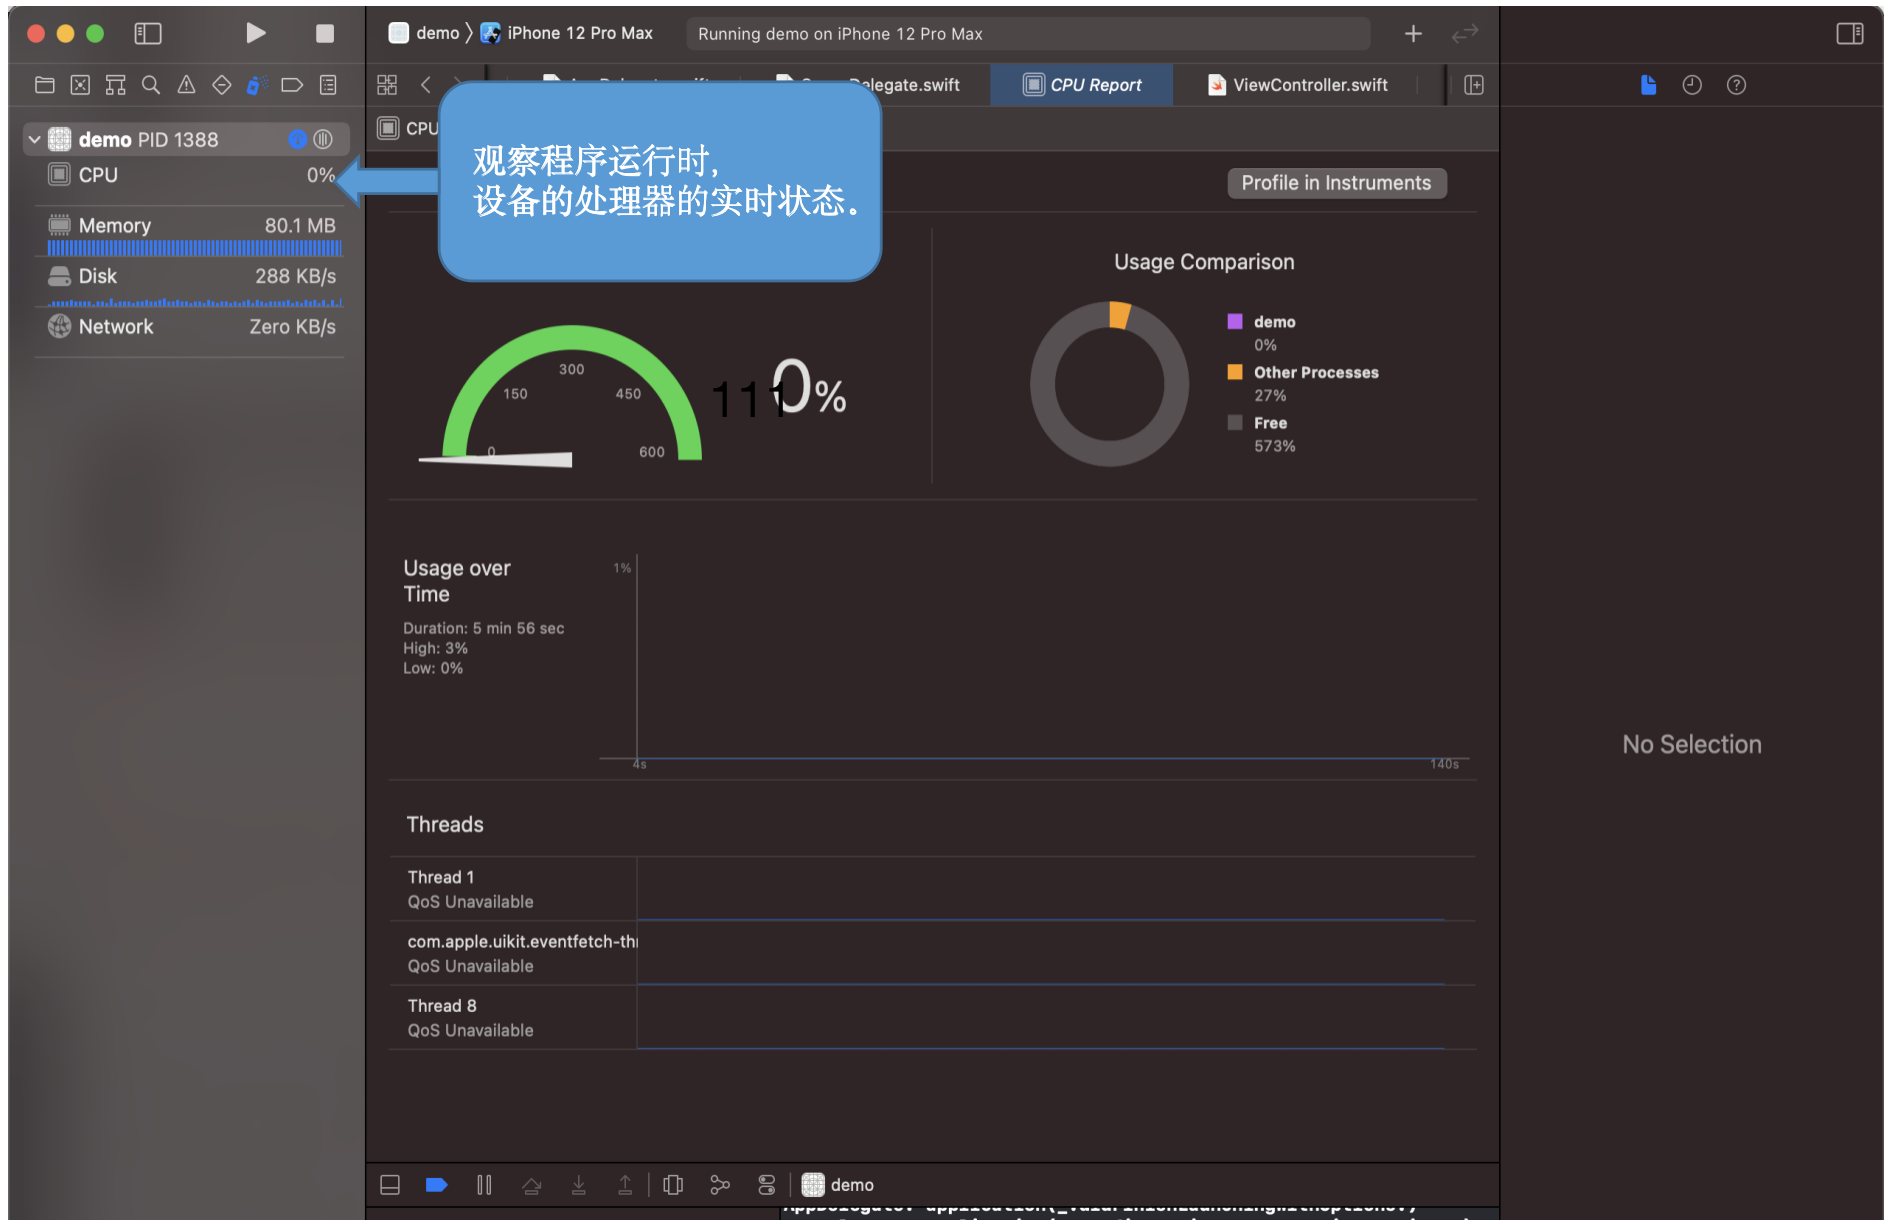 demo
iPhone 12 Pro Max
Running demo on iPhone 12 Pro Max
legate.swift
CPU Report
ViewController.swift
demo PID 1388
CPU
观察程序运行时,
设备的处理器的实时状态。
CPU 0%
Profile in Instruments
Memory 80.1 MB
Disk 288 KB/s
Network Zero KB/s
Usage Comparison
0
150
300
450
600
111
0%
demo
0%
Other Processes
27%
Free
573%
Usage over
Time
Duration: 5 min 56 sec
High: 3%
Low: 0%
1%
4s
140s
No Selection
Threads
Thread 1
QoS Unavailable
com.apple.uikit.eventfetch-th
QoS Unavailable
Thread 8
QoS Unavailable
demo